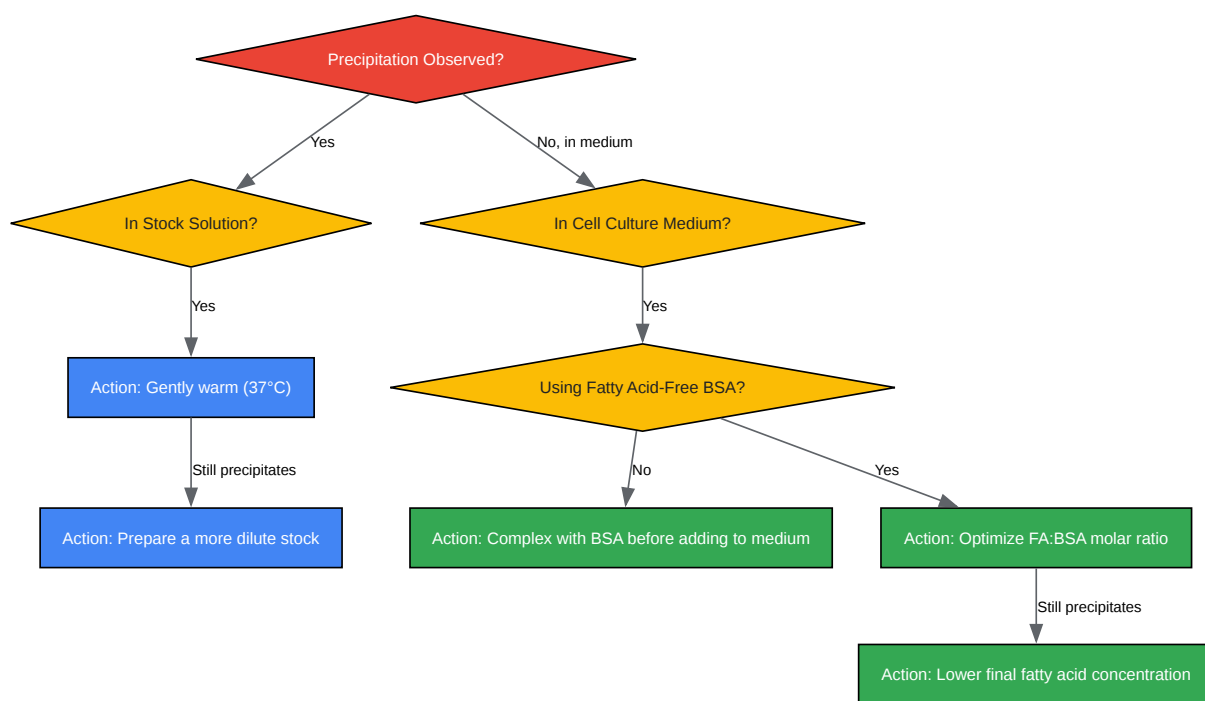 Precipitation Observed?
Yes
No, in medium
In Stock Solution?
In Cell Culture Medium?
Yes
Yes
Action: Gently warm (37°C)
Using Fatty Acid-Free BSA?
Still precipitates
No
Yes
Action: Prepare a more dilute stock
Action: Complex with BSA before adding to medium
Action: Optimize FA:BSA molar ratio
Still precipitates
Action: Lower final fatty acid concentration